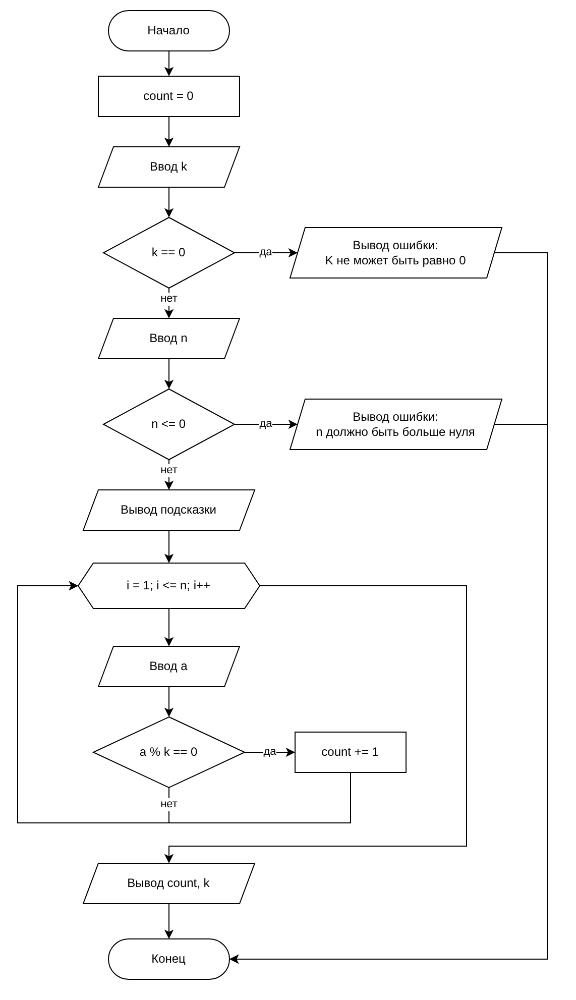 Начало
count = 0
Ввод k
k == 0
да
Вывод ошибки:
K не может быть равно 0
нет
Ввод n
n <= 0
да
Вывод ошибки:
n должно быть больше нуля
нет
Вывод подсказки
i = 1; i <= n; i++
Ввод a
a % k == 0
да
count += 1
нет
Вывод count, k
Конец